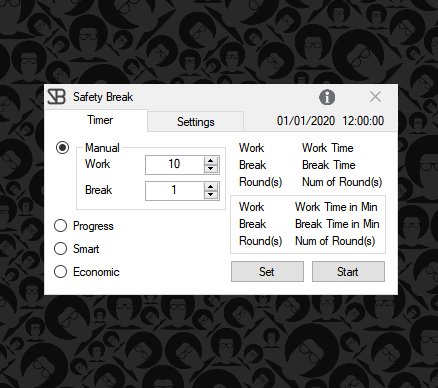 SB Safety Break
Timer Settings 01/01/2020 12:00:00
Manual
Work 10
Break 1
Progress
Smart
Economic
Work Work Time
Break Break Time
Round(s) Num of Round(s)
Work Work Time in Min
Break Break Time in Min
Round(s) Num of Round(s)
Set Start